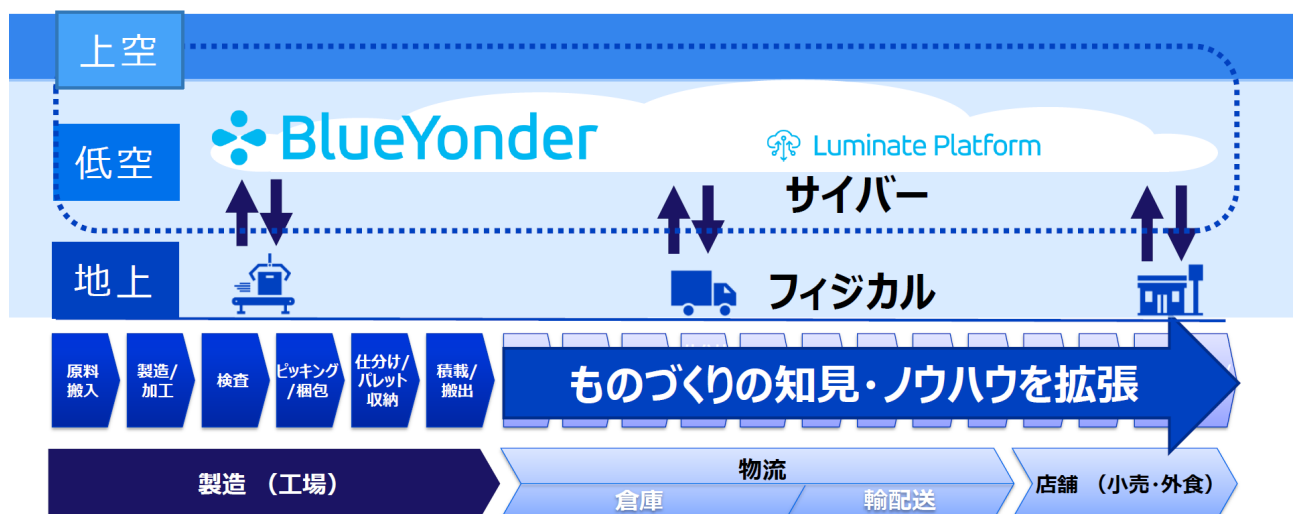 上空
低空
BlueYonder
Luminate Platform
サイバー
地上
フィジカル
原料
搬入
製造/
加工
検査
ピッキング
/梱包
仕分け/
パレット
収納
積載/
搬出
ものづくりの知見・ノウハウを拡張
製造 （工場）
物流
倉庫
輸配送
店舗 （小売・外食）